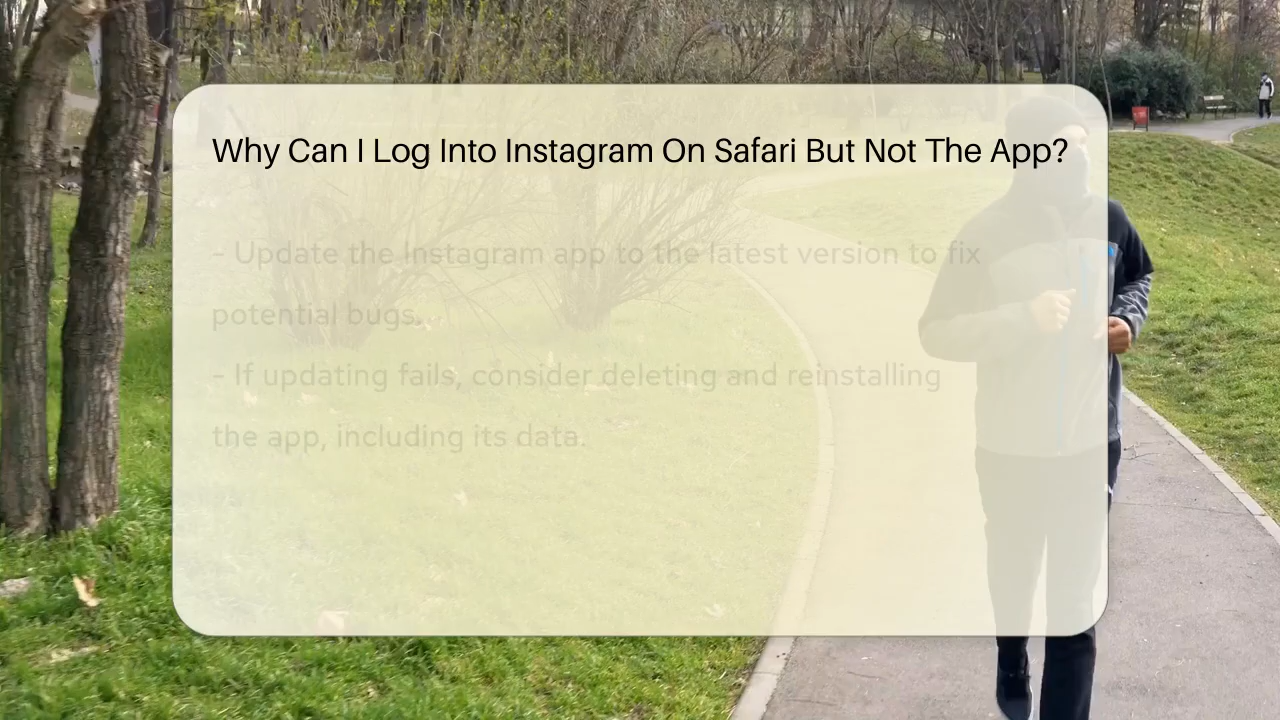 Why Can I Log Into Instagram On Safari But Not The App?
- Update the Instagram app to the latest version to fix
potential bugs.
- If updating fails, consider deleting and reinstalling
the app, including its data.